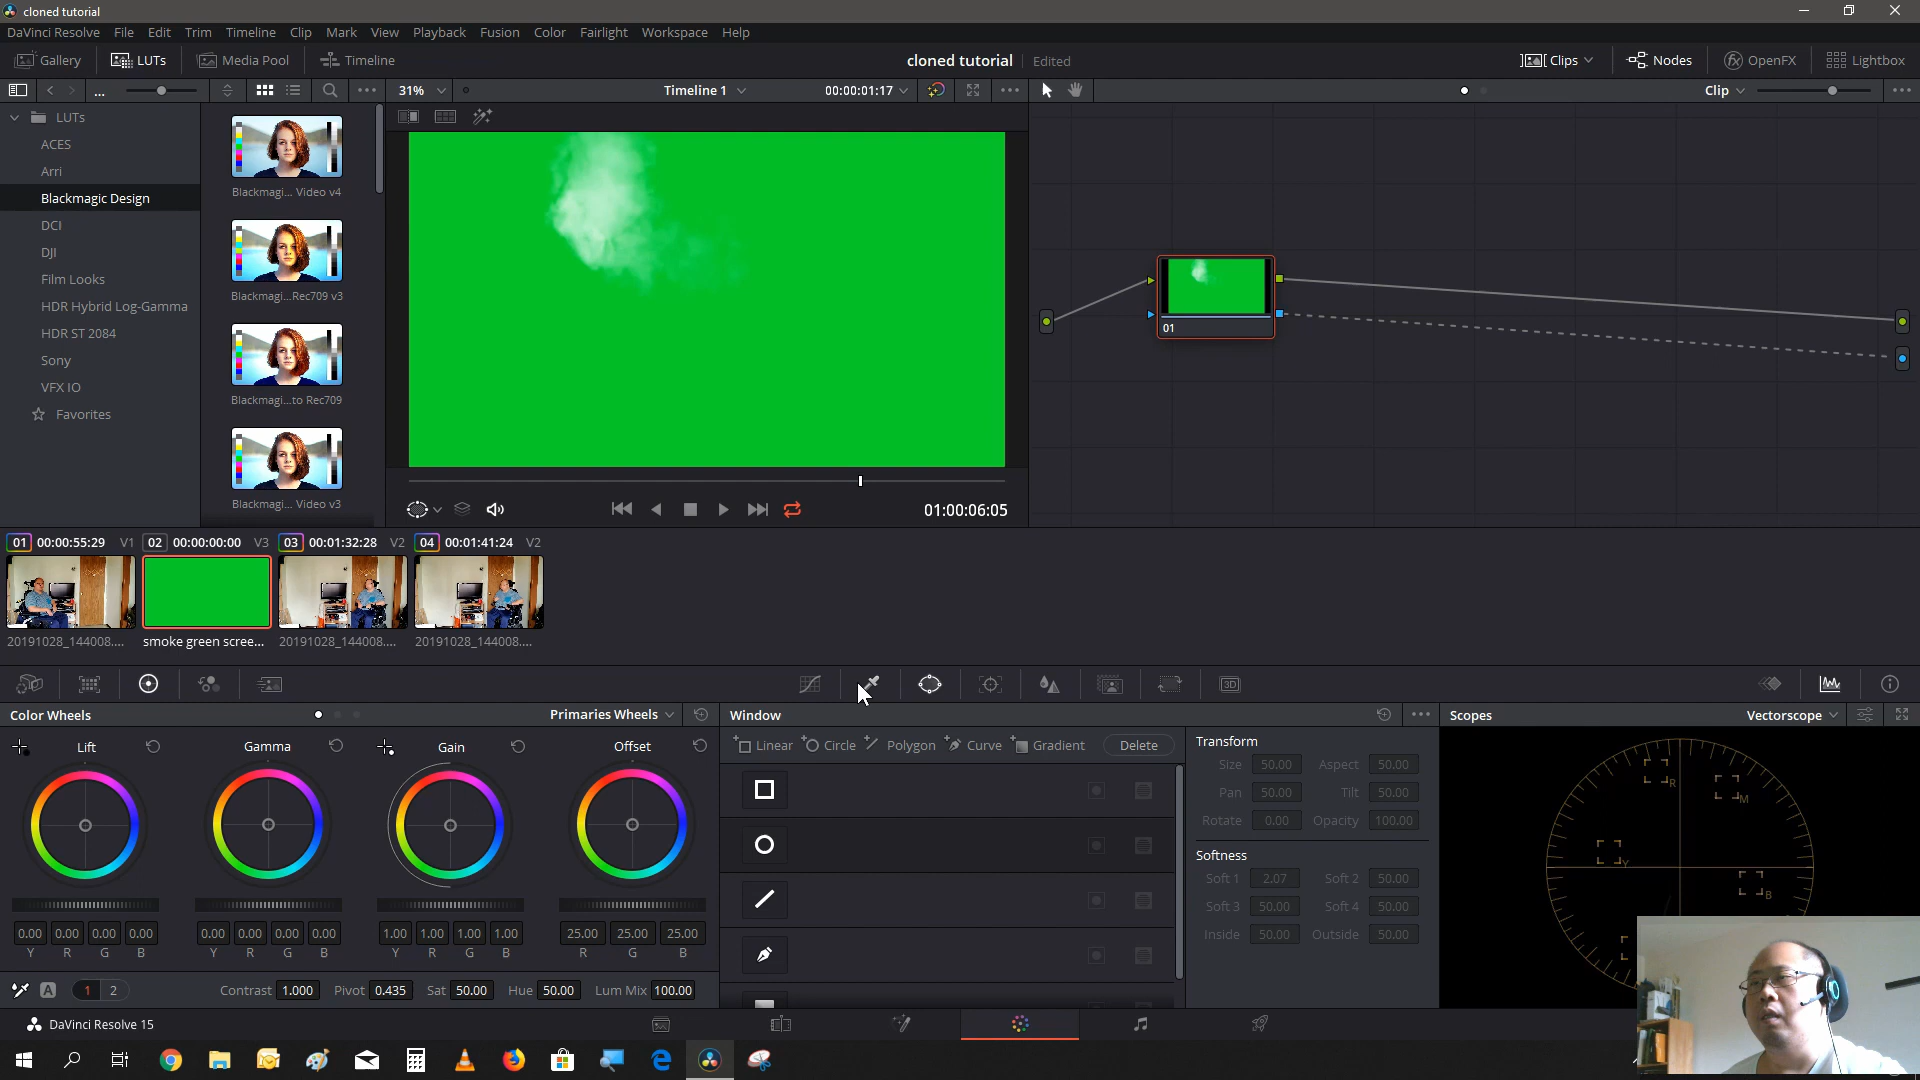 cloned tutorial
DaVinci Resolve File Edit Trim Timeline Clip Mark View Playback Fusion Color Fairlight Workspace Help
Gallery LUTs Media Pool Timeline cloned tutorial Edited Clips Nodes OpenFX Lightbox
... 31% Timeline 1 00:00:01:17 Clip
LUTs
ACES
Arri
Blackmagic Design
DCI
DJI
Film Looks
HDR Hybrid Log-Gamma
HDR ST 2084
Sony
VFX IO
Favorites
Blackmagi... Video v4
Blackmagi...Rec709 v3
Blackmagi...to Rec709
Blackmagi... Video v3
01
01:00:06:05
01 00:00:55:29 V1 02 00:00:00:00 V3 03 00:01:32:28 V2 04 00:01:41:24 V2
20191028_144008.... smoke green scree... 20191028_144008.... 20191028_144008....
3D
Color Wheels Primaries Wheels
Lift Gamma Gain Offset
0.00 0.00 0.00 0.00 0.00 0.00 0.00 0.00 1.00 1.00 1.00 1.00 25.00 25.00 25.00
Y R G B Y R G B Y R G B R G B
A 1 2 Contrast 1.000 Pivot 0.435 Sat 50.00 Hue 50.00 Lum Mix 100.00
Window
Linear Circle Polygon Curve Gradient Delete
Transform
Size 50.00 Aspect 50.00
Pan 50.00 Tilt 50.00
Rotate 0.00 Opacity 100.00
Softness
Soft 1 2.07 Soft 2 50.00
Soft 3 50.00 Soft 4 50.00
Inside 50.00 Outside 50.00
Scopes Vectorscope
R
M
Y
B
DaVinci Resolve 15